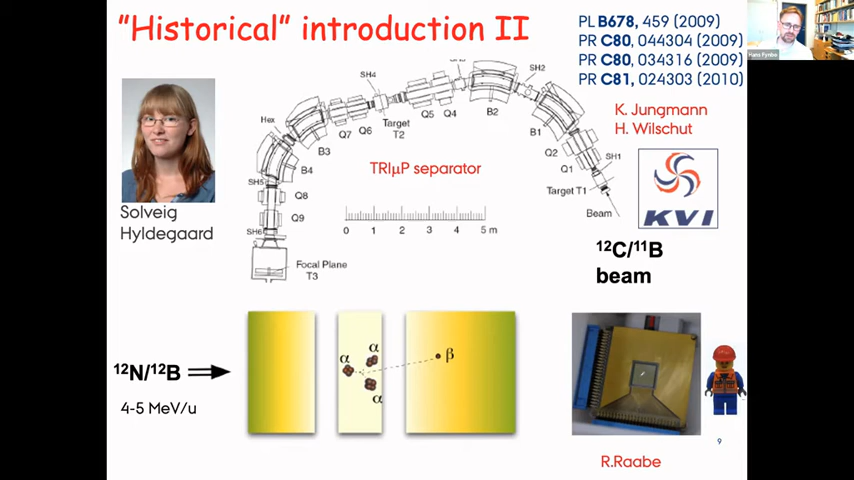 "Historical" introduction II
PL B678, 459 (2009)
PR C80, 044304 (2009)
PR C80, 034316 (2009)
PR C81, 024303 (2010)
Hans Fynbo
K. Jungmann
H. Wilschut
KVI
Solveig
Hyldegaard
SH4
SH2
Hex
Q7 Q6
Target
T2
Q5 Q4
B2
B1
B3
B4
Q2
Q1
SH1
Target T1
Beam
SH5
Q8
Q9
SH6
Focal Plane
T3
TRIμP separator
0 1 2 3 4 5 m
¹²C/¹¹B
beam
¹²N/¹²B
4-5 MeV/u
α
α
α
β
R.Raabe
9